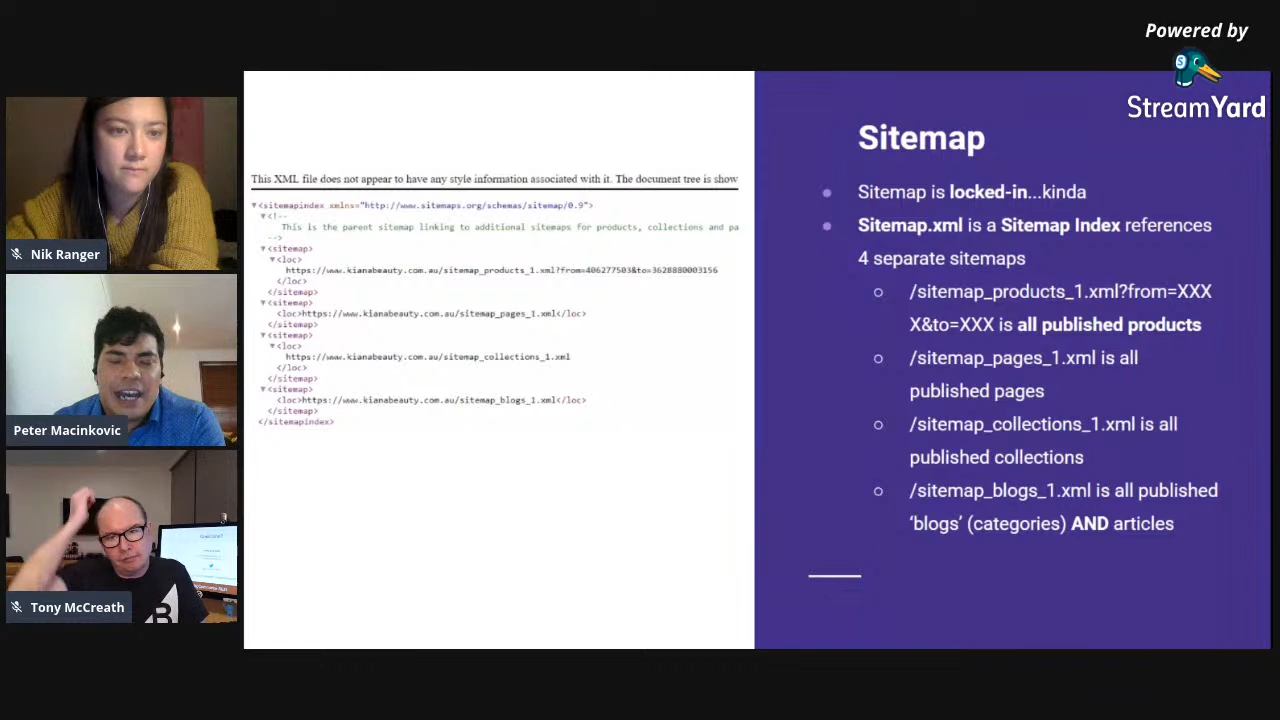 Powered by
StreamYard
Nik Ranger
Peter Macinkovic
Tony McCreath
This XML file does not appear to have any style information associated with it. The document tree is show
▼<sitemapindex xmlns="http://www.sitemaps.org/schemas/sitemap/0.9">
▼<!--
This is the parent sitemap linking to additional sitemaps for products, collections and pa
-->
▼<sitemap>
▼<loc>
https://www.kianabeauty.com.au/sitemap_products_1.xml?from=406277503&to=3628880003156
</loc>
</sitemap>
▼<sitemap>
<loc>https://www.kianabeauty.com.au/sitemap_pages_1.xml</loc>
</sitemap>
▼<sitemap>
▼<loc>
https://www.kianabeauty.com.au/sitemap_collections_1.xml
</loc>
</sitemap>
▼<sitemap>
<loc>https://www.kianabeauty.com.au/sitemap_blogs_1.xml</loc>
</sitemap>
</sitemapindex>
Sitemap
Sitemap is locked-in...kinda
Sitemap.xml is a Sitemap Index references
4 separate sitemaps
/sitemap_products_1.xml?from=XXX
X&to=XXX is all published products
/sitemap_pages_1.xml is all
published pages
/sitemap_collections_1.xml is all
published collections
/sitemap_blogs_1.xml is all published
‘blogs’ (categories) AND articles